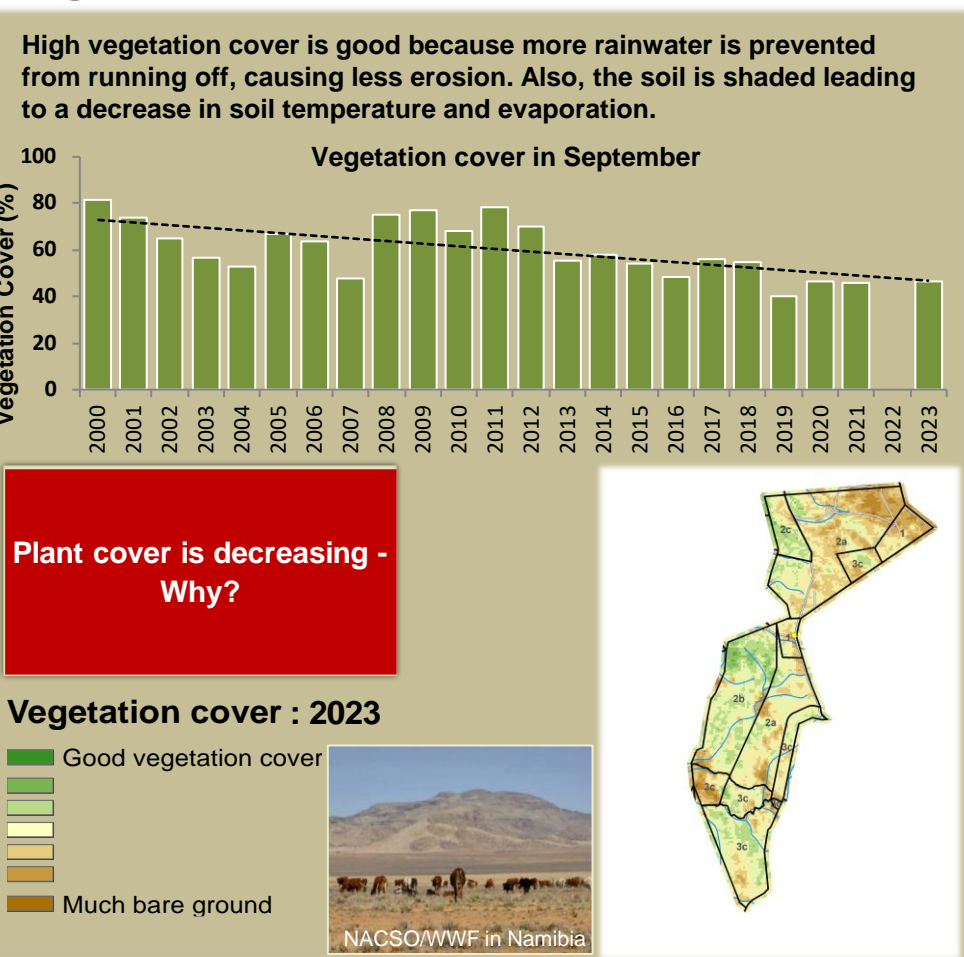 High vegetation cover is good because more rainwater is prevented
from running off, causing less erosion. Also, the soil is shaded leading
to a decrease in soil temperature and evaporation.
Vegetation cover in September
Vegetation Cover (%)
100
80
60
40
20
0
2000
2001
2002
2003
2004
2005
2006
2007
2008
2009
2010
2011
2012
2013
2014
2015
2016
2017
2018
2019
2020
2021
2022
2023
Plant cover is decreasing -
Why?
2c
2a
1
3c
1
2b
2a
3c
3c
3c
3c
Vegetation cover : 2023
Good vegetation cover
Much bare ground
NACSO/WWF in Namibia